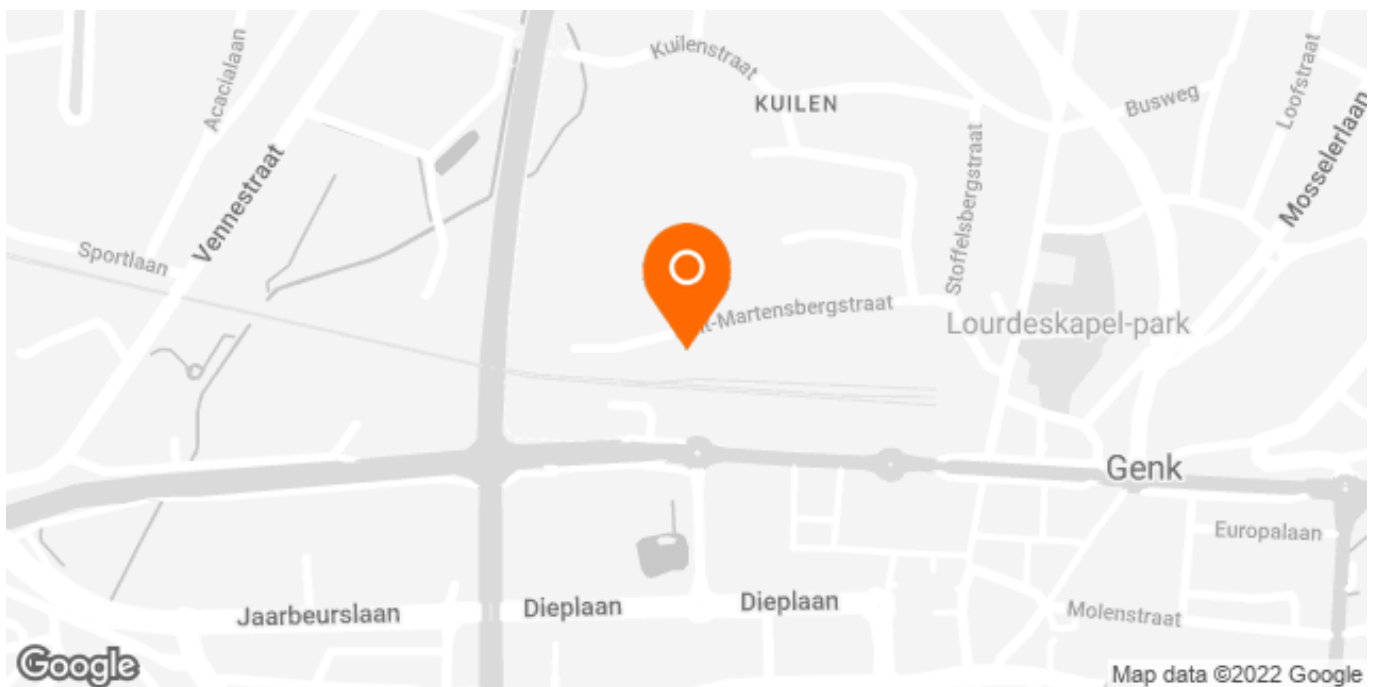 Acacialaan
Kuilenstraat
KUILEN
Busweg
Loofstraat
Mosselerlaan
Vennestraat
Stoffelsbergstraat
Sportlaan
t-Martensbergstraat
Lourdeskapel-park
Genk
Europalaan
Jaarbeurslaan
Dieplaan
Dieplaan
Molenstraat
Google
Map data ©2022 Google